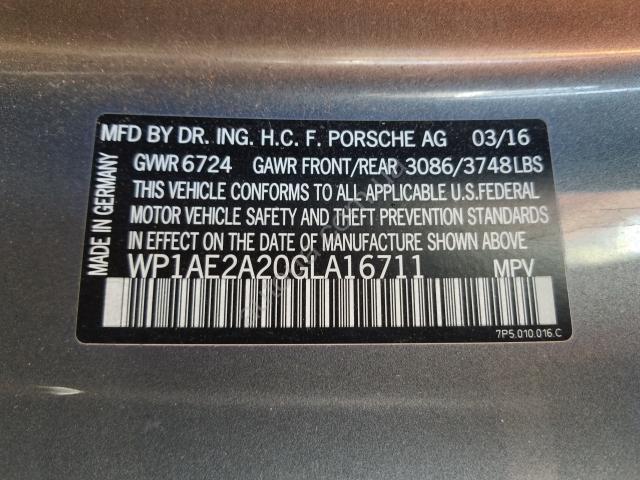 MFD BY DR. ING. H.C. F. PORSCHE AG 03/16
GVWR 6724 GAWR FRONT/REAR 3086/3748 LBS
THIS VEHICLE CONFORMS TO ALL APPLICABLE U.S. FEDERAL
MOTOR VEHICLE SAFETY AND THEFT PREVENTION STANDARDS
IN EFFECT ON THE DATE OF MANUFACTURE SHOWN ABOVE
WP1AE2A20GLA16711 MPV
7P5.010.016.C
MADE IN GERMANY